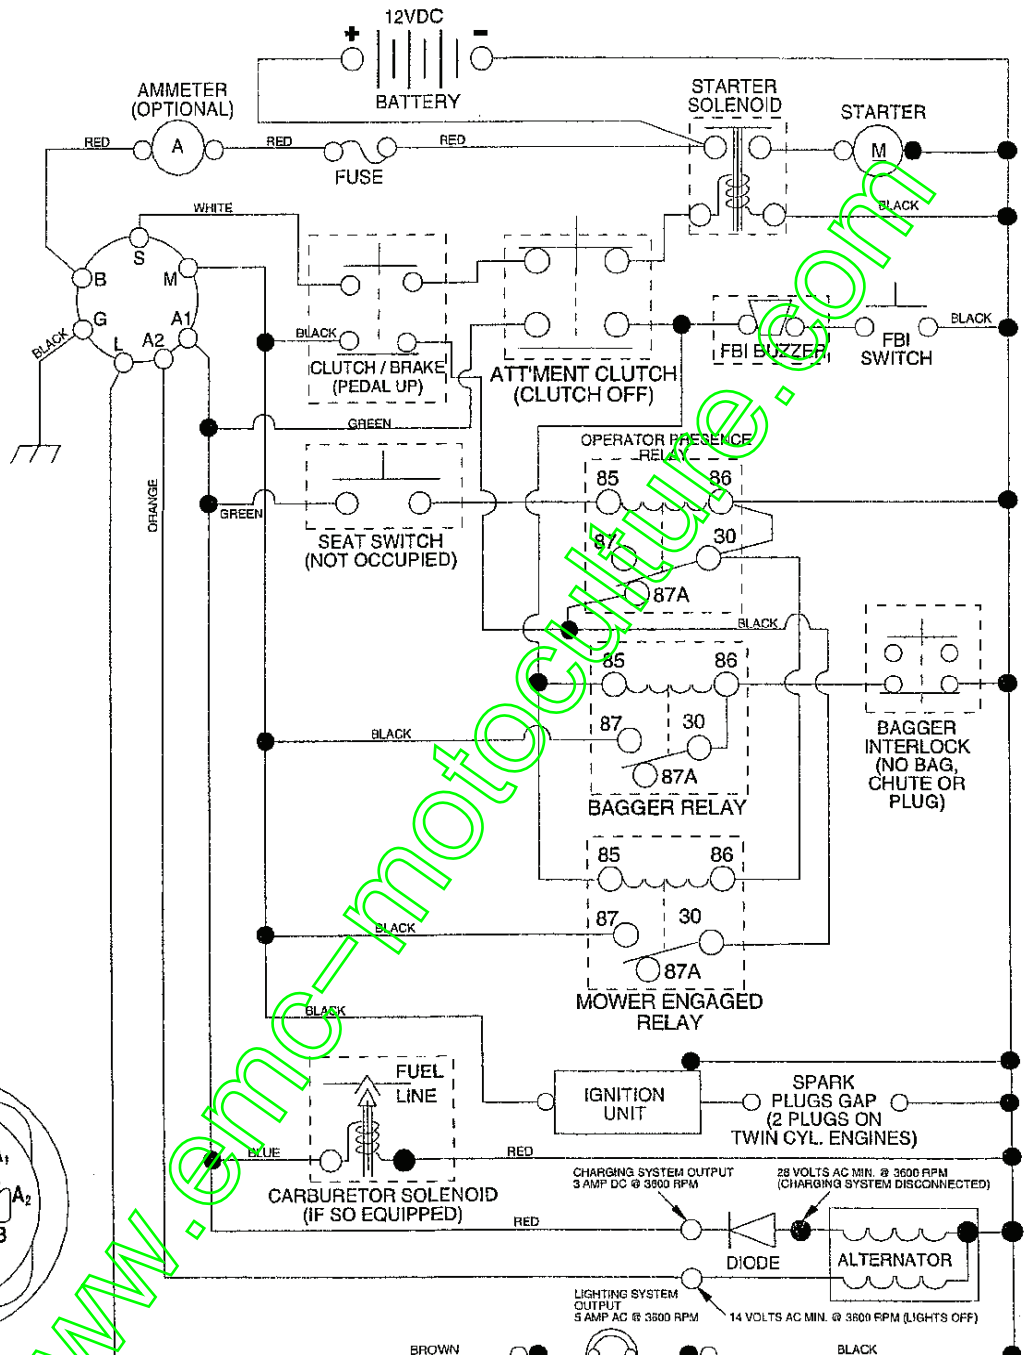 12VDC
+
-
BATTERY
AMMETER
(OPTIONAL)
STARTER
SOLENOID
STARTER
RED
A
RED
FUSE
RED
M
WHITE
BLACK
S
B
M
G
A1
L
A2
BLACK
BLACK
CLUTCH / BRAKE
(PEDAL UP)
ATT'MENT CLUTCH
(CLUTCH OFF)
FBI BUZZER
FBI
SWITCH
BLACK
GREEN
OPERATOR PRESENCE
RELAY
85
86
ORANGE
GREEN
SEAT SWITCH
(NOT OCCUPIED)
87
30
87A
BLACK
85
86
BLACK
87
30
87A
BAGGER RELAY
BAGGER
INTERLOCK
(NO BAG,
CHUTE OR
PLUG)
85
86
BLACK
87
30
87A
MOWER ENGAGED
RELAY
BLACK
FUEL
LINE
IGNITION
UNIT
SPARK
PLUGS GAP
(2 PLUGS ON
TWIN CYL. ENGINES)
BLUE
RED
CARBURETOR SOLENOID
(IF SO EQUIPPED)
CHARGING SYSTEM OUTPUT
3 AMP DC @ 3600 RPM
28 VOLTS AC MIN. @ 3600 RPM
(CHARGING SYSTEM DISCONNECTED)
RED
DIODE
ALTERNATOR
A1
A2
B
LIGHTING SYSTEM
OUTPUT
5 AMP AC @ 3600 RPM
14 VOLTS AC MIN. @ 3600 RPM (LIGHTS OFF)
BROWN
BLACK
www.emc-motoculture.com